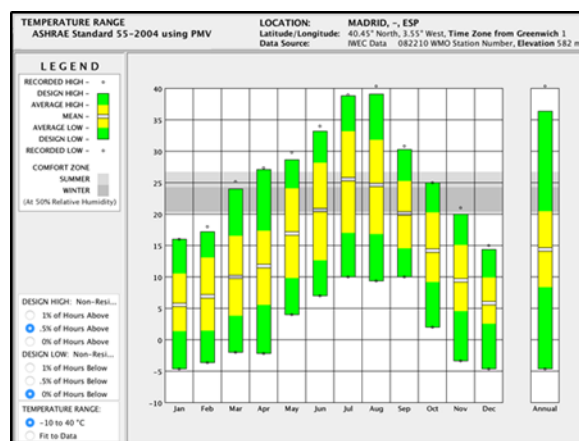 TEMPERATURE RANGE
ASHRAE Standard 55-2004 using PMV
LOCATION: MADRID, -, ESP
Latitude/Longitude: 40.45° North, 3.55° West, Time Zone from Greenwich 1
Data Source: IWEC Data 082210 WMO Station Number, Elevation 582 m
LEGEND
RECORDED HIGH -
DESIGN HIGH -
AVERAGE HIGH -
MEAN -
AVERAGE LOW -
DESIGN LOW -
RECORDED LOW -
COMFORT ZONE
SUMMER
WINTER
(At 50% Relative Humidity)
DESIGN HIGH: Non-Resi...
1% of Hours Above
.5% of Hours Above
0% of Hours Above
DESIGN LOW: Non-Resi...
1% of Hours Below
.5% of Hours Below
0% of Hours Below
TEMPERATURE RANGE:
-10 to 40 °C
Fit to Data
40
35
30
25
20
15
10
5
0
-5
-10
Jan Feb Mar Apr May Jun Jul Aug Sep Oct Nov Dec Annual